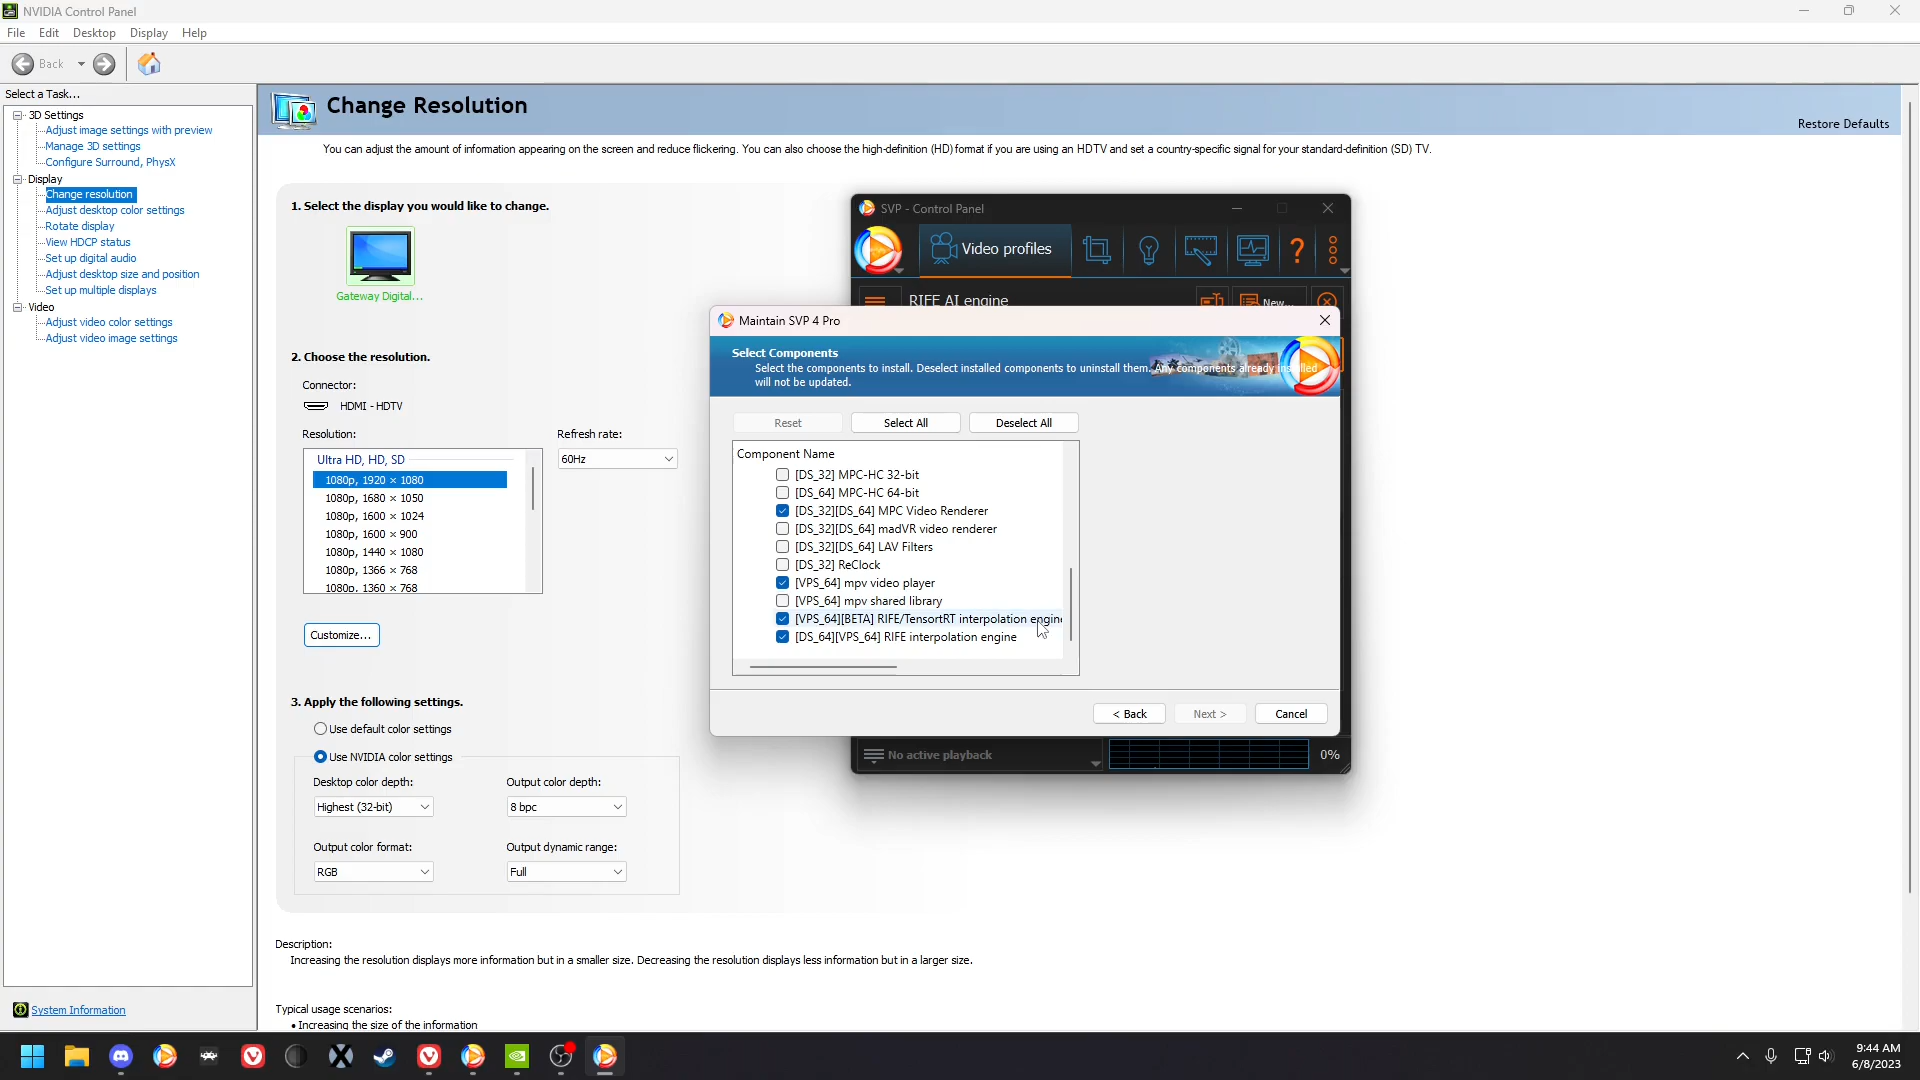 NVIDIA Control Panel
File Edit Desktop Display Help
Back
Select a Task...
3D Settings
Adjust image settings with preview
Manage 3D settings
Configure Surround, PhysX
Display
Change resolution
Adjust desktop color settings
Rotate display
View HDCP status
Set up digital audio
Adjust desktop size and position
Set up multiple displays
Video
Adjust video color settings
Adjust video image settings
System Information
Change Resolution
Restore Defaults
You can adjust the amount of information appearing on the screen and reduce flickering. You can also choose the high-definition (HD) format if you are using an HDTV and set a country-specific signal for your standard-definition (SD) TV.
1. Select the display you would like to change.
Gateway Digital...
2. Choose the resolution.
Connector:
HDMI - HDTV
Resolution:
Refresh rate:
Ultra HD, HD, SD
60Hz
1080p, 1920 × 1080
1080p, 1680 × 1050
1080p, 1600 × 1024
1080p, 1600 × 900
1080p, 1440 × 1080
1080p, 1366 × 768
1080p, 1360 × 768
Customize...
3. Apply the following settings.
Use default color settings
Use NVIDIA color settings
Desktop color depth:
Output color depth:
Highest (32-bit)
8 bpc
Output color format:
Output dynamic range:
RGB
Full
Description:
Increasing the resolution displays more information but in a smaller size. Decreasing the resolution displays less information but in a larger size.
Typical usage scenarios:
• Increasing the size of the information
SVP - Control Panel
Video profiles
?
RIFE AI engine
New...
Maintain SVP 4 Pro
Select Components
Select the components to install. Deselect installed components to uninstall them. Any components already installed
will not be updated.
Reset
Select All
Deselect All
Component Name
[DS_32] MPC-HC 32-bit
[DS_64] MPC-HC 64-bit
[DS_32][DS_64] MPC Video Renderer
[DS_32][DS_64] madVR video renderer
[DS_32][DS_64] LAV Filters
[DS_32] ReClock
[VPS_64] mpv video player
[VPS_64] mpv shared library
[VPS_64][BETA] RIFE/TensortRT interpolation engine
[DS_64][VPS_64] RIFE interpolation engine
< Back
Next >
Cancel
No active playback
0%
9:44 AM
6/8/2023